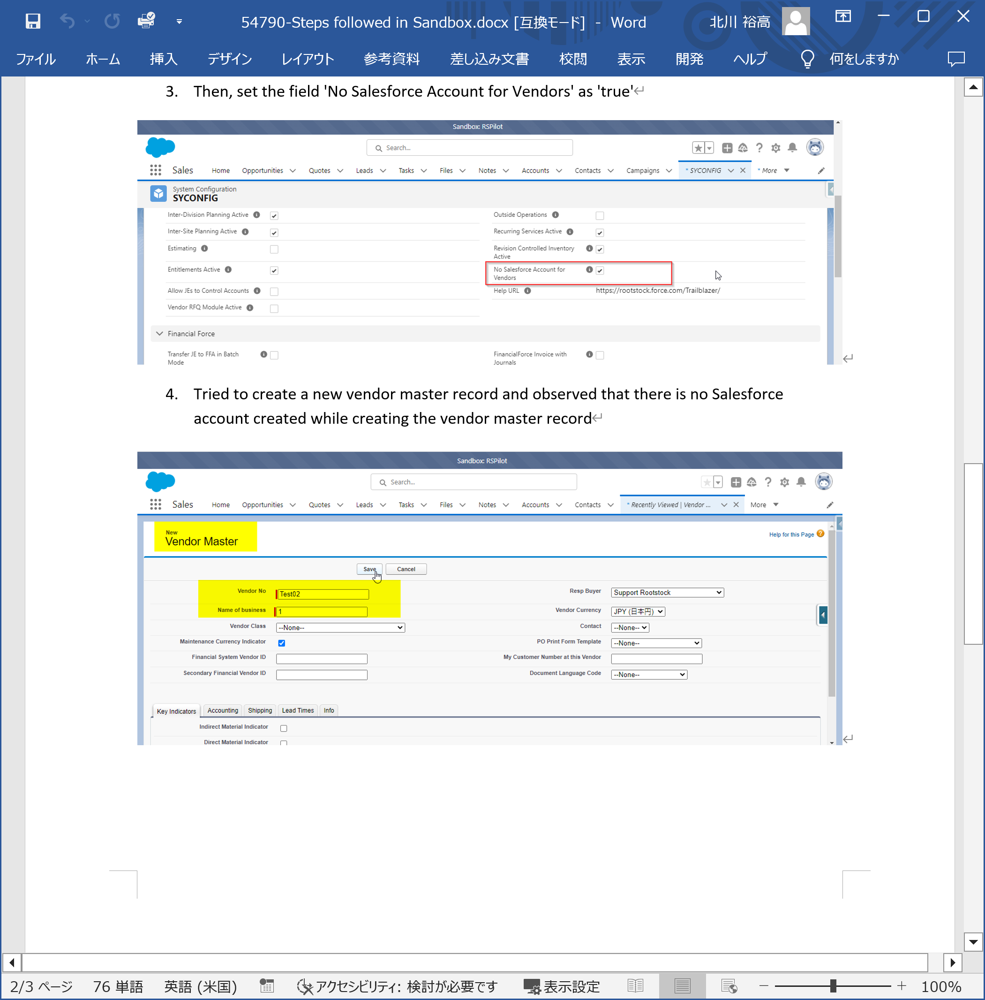 54790-Steps followed in Sandbox.docx [互換モード] - Word 北川 裕高
ファイル ホーム 挿入 デザイン レイアウト 参考資料 差し込み文書 校閲 表示 開発 ヘルプ 何をしますか
3. Then, set the field 'No Salesforce Account for Vendors' as 'true'
Sandbox: RSPilot
Search...
Sales Home Opportunities Quotes Leads Tasks Files Notes Accounts Contacts Campaigns * SYCONFIG * More
System Configuration
SYCONFIG
Inter-Division Planning Active Outside Operations
Inter-Site Planning Active Recurring Services Active
Estimating Revision Controlled Inventory
Active
Entitlements Active No Salesforce Account for
Vendors
Allow JEs to Control Accounts Help URL https://rootstock.force.com/Trailblazer/
Vendor RFQ Module Active
Financial Force
Transfer JE to FFA in Batch FinancialForce Invoice with
Mode Journals
4. Tried to create a new vendor master record and observed that there is no Salesforce
account created while creating the vendor master record
Sandbox: RSPilot
Search...
Sales Home Opportunities Quotes Leads Tasks Files Notes Accounts Contacts * Recently Viewed | Vendor ... More
New
Vendor Master
Help for this Page
Save Cancel
Vendor No Test02 Resp Buyer Support Rootstock
Name of business 1 Vendor Currency JPY (日本円)
Vendor Class --None-- Contact --None--
Maintenance Currency Indicator PO Print Form Template --None--
Financial System Vendor ID My Customer Number at this Vendor
Secondary Financial Vendor ID Document Language Code --None--
Key Indicators Accounting Shipping Lead Times Info
Indirect Material Indicator
Direct Material Indicator
2/3 ページ 76 単語 英語 (米国) アクセシビリティ: 検討が必要です 表示設定 100%